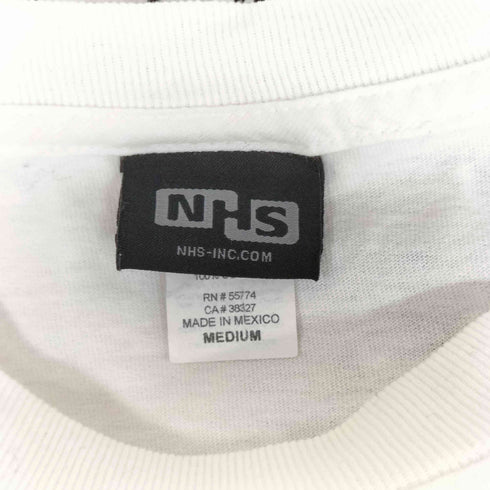 NHS
NHS-INC.COM
RN # 55774
CA # 38327
MADE IN MEXICO
MEDIUM